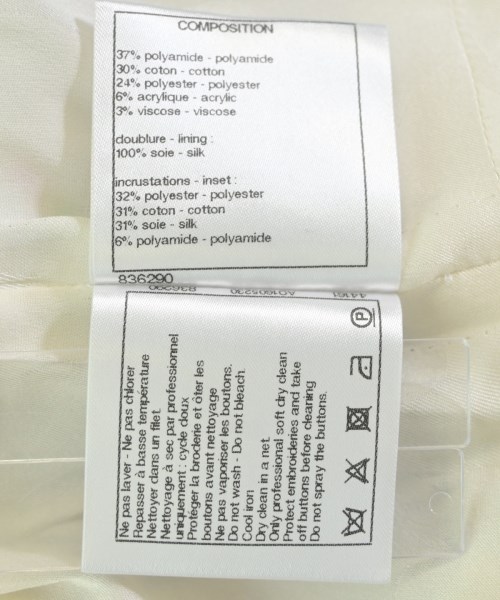 COMPOSITION
37% polyamide - polyamide
30% coton - cotton
24% polyester - polyester
6% acrylique - acrylic
3% viscose - viscose
doublure - lining :
100% soie - silk
incrustations - inset :
32% polyester - polyester
31% coton - cotton
31% soie - silk
6% polyamide - polyamide
836290
Ne pas laver - Ne pas chlorer
Repasser à basse température
Nettoyer dans un filet.
Nettoyage à sec par professionnel
uniquement : cycle doux
Protéger la broderie et ôter les
boutons avant nettoyage
Ne pas vaporiser les boutons.
Do not wash - Do not bleach.
Cool iron
Dry clean in a net.
Only professional soft dry clean
Protect embroideries and take
off buttons before cleaning
Do not spray the buttons.
P